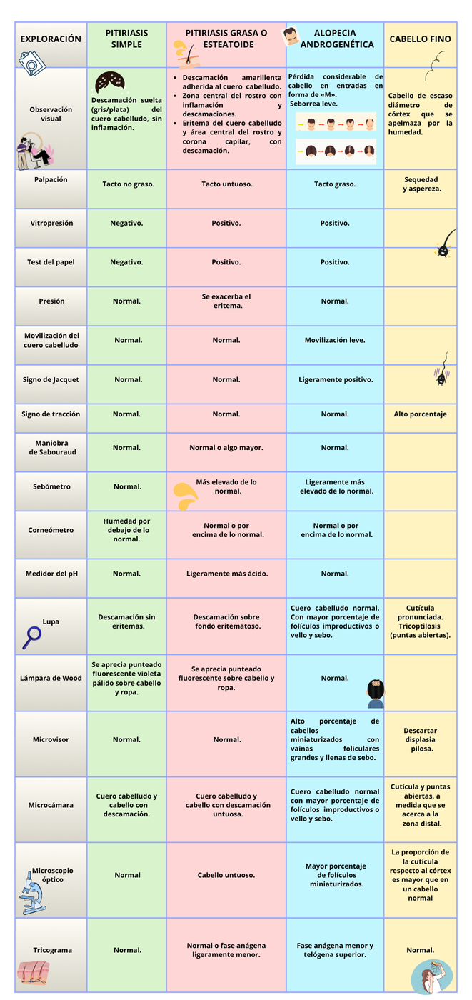 EXPLORACIÓN
PITIRIASIS
SIMPLE
PITIRIASIS GRASA O
ESTEATOIDE
ALOPECIA
ANDROGENÉTICA
CABELLO FINO
Observación
visual
Descamación suelta
(gris/plata) del
cuero cabelludo, sin
inflamación.
• Descamación amarillenta
adherida al cuero cabelludo.
• Zona central del rostro con
inflamación y
descamaciones.
• Eritema del cuero cabelludo
y área central del rostro y
corona capilar, con
descamación.
Pérdida considerable de
cabello en entradas en
forma de «M».
Seborrea leve.
Cabello de escaso
diámetro de
córtex que se
apelmaza por la
humedad.
Palpación
Tacto no graso.
Tacto untuoso.
Tacto graso.
Sequedad
y aspereza.
Vitropresión
Negativo.
Positivo.
Positivo.
Test del papel
Negativo.
Positivo.
Positivo.
Presión
Normal.
Se exacerba el
eritema.
Normal.
Movilización del
cuero cabelludo
Normal.
Normal.
Movilización leve.
Signo de Jacquet
Normal.
Normal.
Ligeramente positivo.
Signo de tracción
Normal.
Normal.
Normal.
Alto porcentaje
Maniobra
de Sabouraud
Normal.
Normal o algo mayor.
Normal.
Sebómetro
Normal.
Más elevado de lo
normal.
Ligeramente más
elevado de lo normal.
Corneómetro
Humedad por
debajo de lo
normal.
Normal o por
encima de lo normal.
Normal o por
encima de lo normal.
Medidor del pH
Normal.
Ligeramente más ácido.
Normal.
Lupa
Descamación sin
eritemas.
Descamación sobre
fondo eritematoso.
Cuero cabelludo normal.
Con mayor porcentaje de
folículos improductivos o
vello y sebo.
Cutícula
pronunciada.
Tricoptilosis
(puntas abiertas).
Lámpara de Wood
Se aprecia punteado
fluorescente violeta
pálido sobre cabello
y ropa.
Se aprecia punteado
fluorescente sobre cabello y
ropa.
Normal.
Microvisor
Normal.
Normal.
Alto porcentaje de
cabellos
miniaturizados con
vainas foliculares
grandes y llenas de sebo.
Descartar
displasia
pilosa.
Microcámara
Cuero cabelludo y
cabello con
descamación.
Cuero cabelludo y
cabello con descamación
untuosa.
Cuero cabelludo normal
con mayor porcentaje de
folículos improductivos o
vello y sebo.
Cutícula y puntas
abiertas, a
medida que se
acerca a la
zona distal.
Microscopio
óptico
Normal
Cabello untuoso.
Mayor porcentaje
de folículos
miniaturizados.
La proporción de
la cutícula
respecto al córtex
es mayor que en
un cabello
normal
Tricograma
Normal.
Normal o fase anágena
ligeramente menor.
Fase anágena menor y
telógena superior.
Normal.